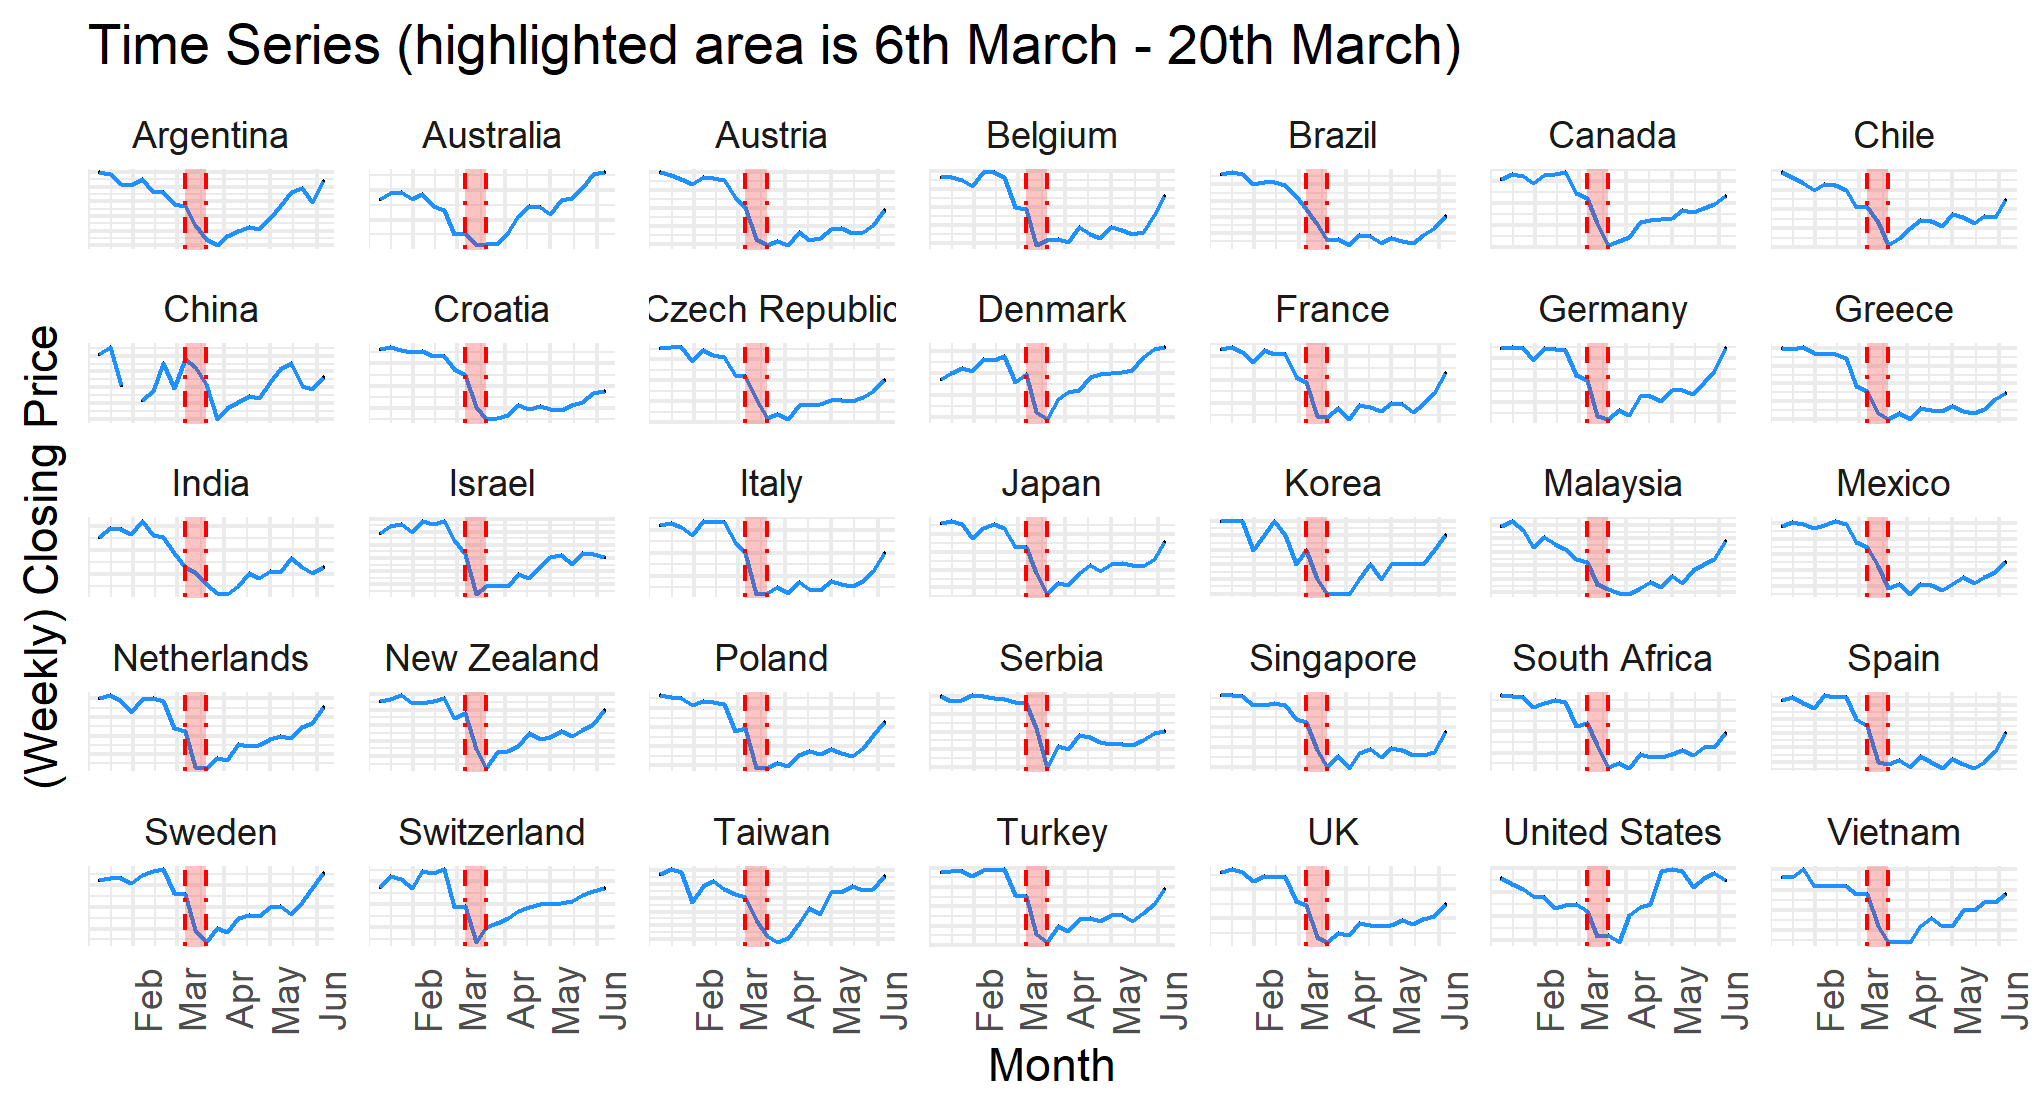 Time Series (highlighted area is 6th March - 20th March)
Argentina Australia Austria Belgium Brazil Canada Chile
China Croatia Czech Republic Denmark France Germany Greece
India Israel Italy Japan Korea Malaysia Mexico
Netherlands New Zealand Poland Serbia Singapore South Africa Spain
Sweden Switzerland Taiwan Turkey UK United States Vietnam
(Weekly) Closing Price
Feb Mar Apr May Jun Feb Mar Apr May Jun Feb Mar Apr May Jun Feb Mar Apr May Jun Feb Mar Apr May Jun Feb Mar Apr May Jun Feb Mar Apr May Jun
Month